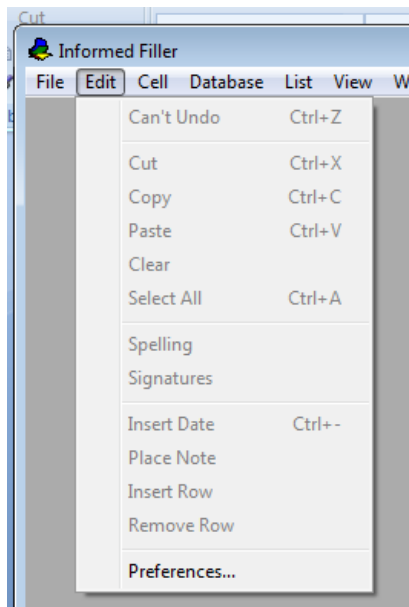 Cut
Informed Filler
File Edit Cell Database List View W
Can't Undo Ctrl+Z
Cut Ctrl+X
Copy Ctrl+C
Paste Ctrl+V
Clear
Select All Ctrl+A
Spelling
Signatures
Insert Date Ctrl+-
Place Note
Insert Row
Remove Row
Preferences...